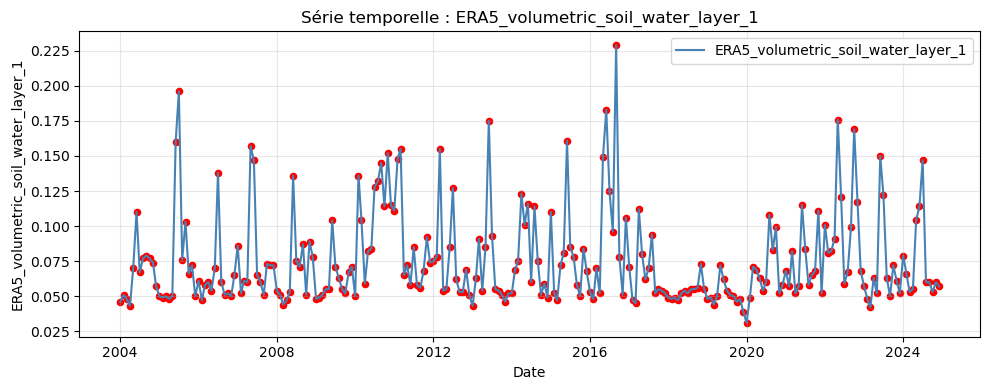 Série temporelle : ERA5_volumetric_soil_water_layer_1
ERA5_volumetric_soil_water_layer_1
ERA5_volumetric_soil_water_layer_1
0.225
0.200
0.175
0.150
0.125
0.100
0.075
0.050
0.025
2004 2008 2012 2016 2020 2024
Date